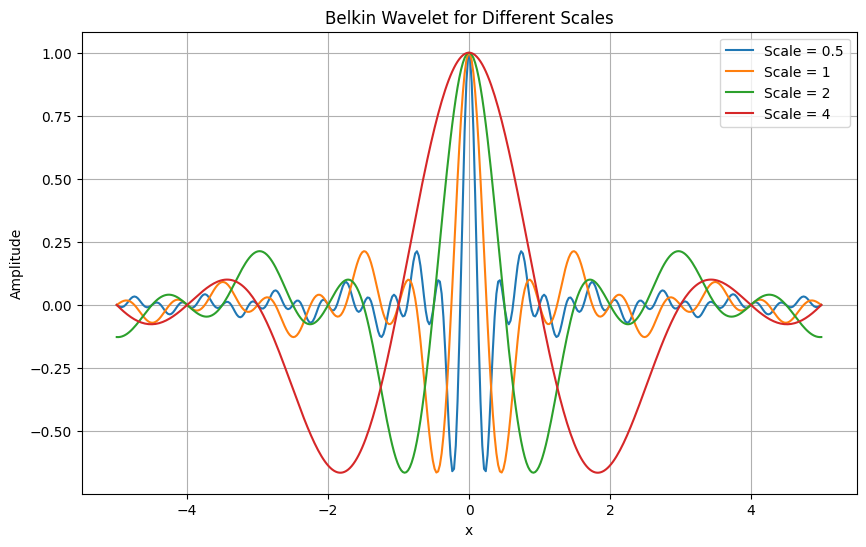 Belkin Wavelet for Different Scales
Scale = 0.5
Scale = 1
Scale = 2
Scale = 4
Amplitude
1.00
0.75
0.50
0.25
0.00
−0.25
−0.50
−4 −2 0 2 4
x